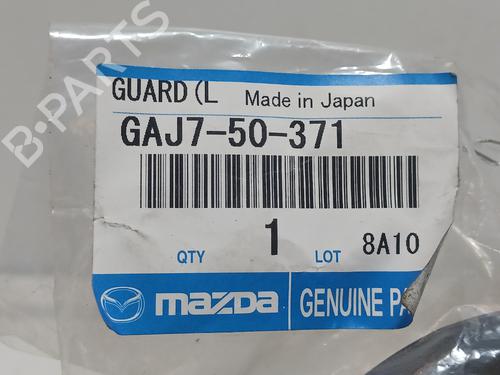 B-PARTS
GUARD (L Made in Japan
GAJ7-50-371
QTY 1 LOT 8A10
mazda GENUINE PA